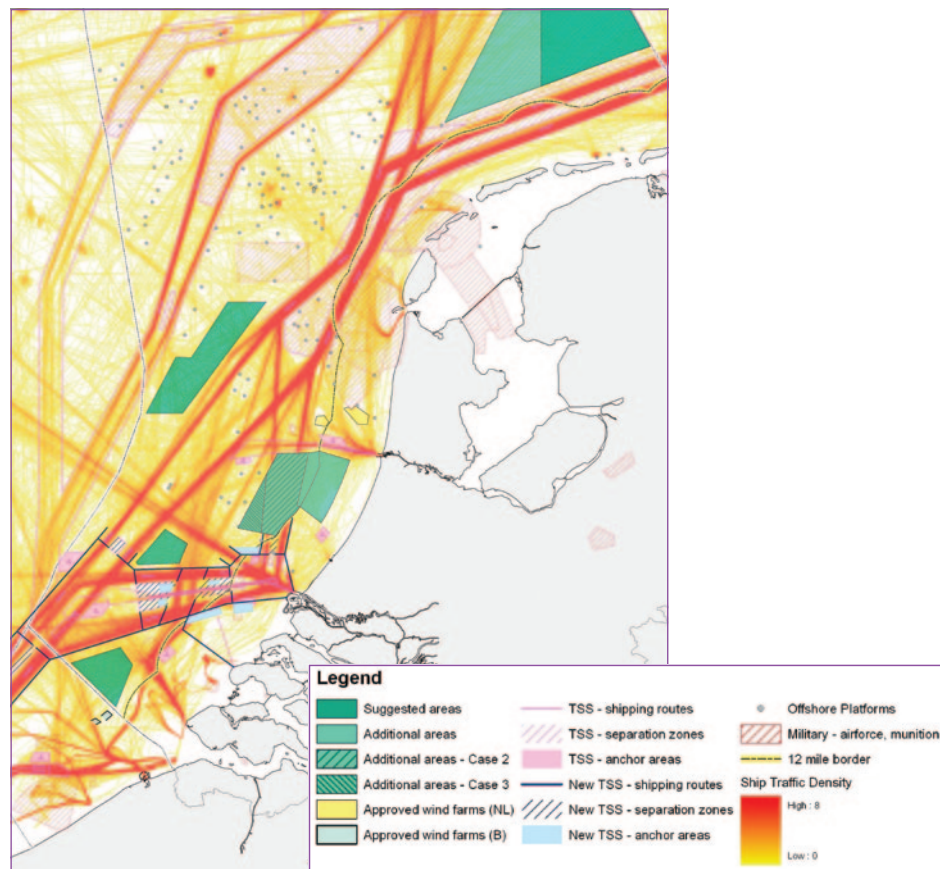 Legend
Suggested areas
Additional areas
Additional areas - Case 2
Additional areas - Case 3
Approved wind farms (NL)
Approved wind farms (B)
TSS - shipping routes
TSS - separation zones
TSS - anchor areas
New TSS - shipping routes
New TSS - separation zones
New TSS - anchor areas
Offshore Platforms
Military - airforce, munition
12 mile border
Ship Traffic Density
High : 8
Low : 0